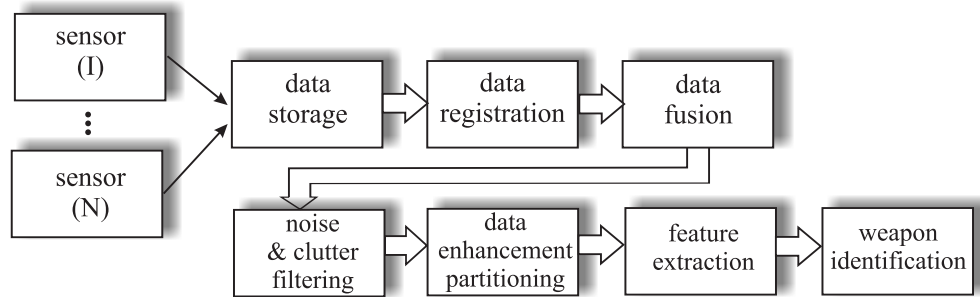 sensor
(I)
sensor
(N)
data
storage
data
registration
data
fusion
noise
& clutter
filtering
data
enhancement
partitioning
feature
extraction
weapon
identification